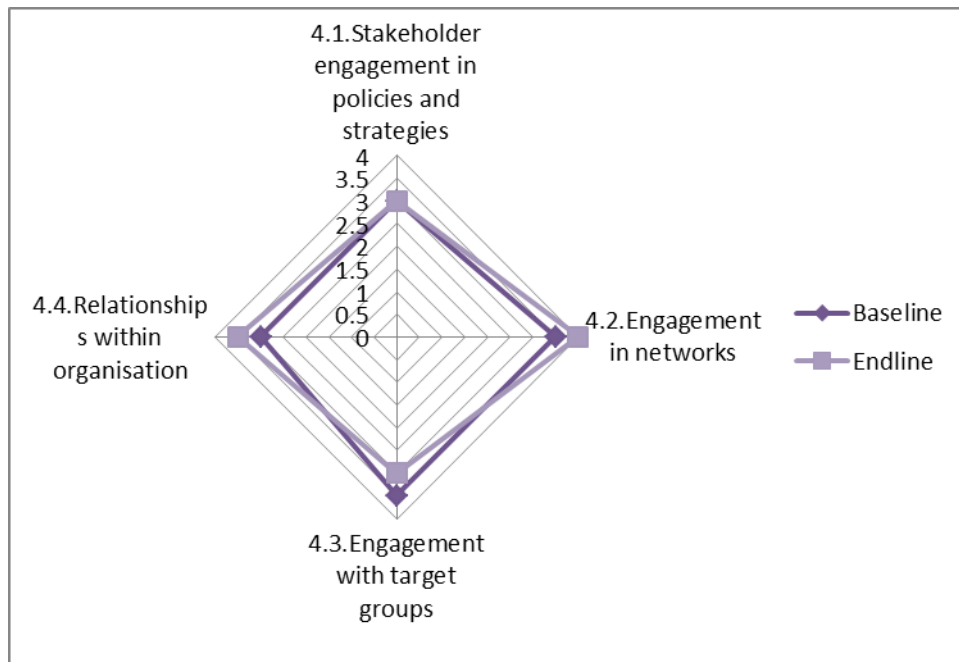 4.1.Stakeholder
engagement in
policies and
strategies
4
3.5
3
2.5
2
1.5
1
0.5
0
4.2.Engagement
in networks
4.3.Engagement
with target
groups
4.4.Relationship
s within
organisation
Baseline
Endline